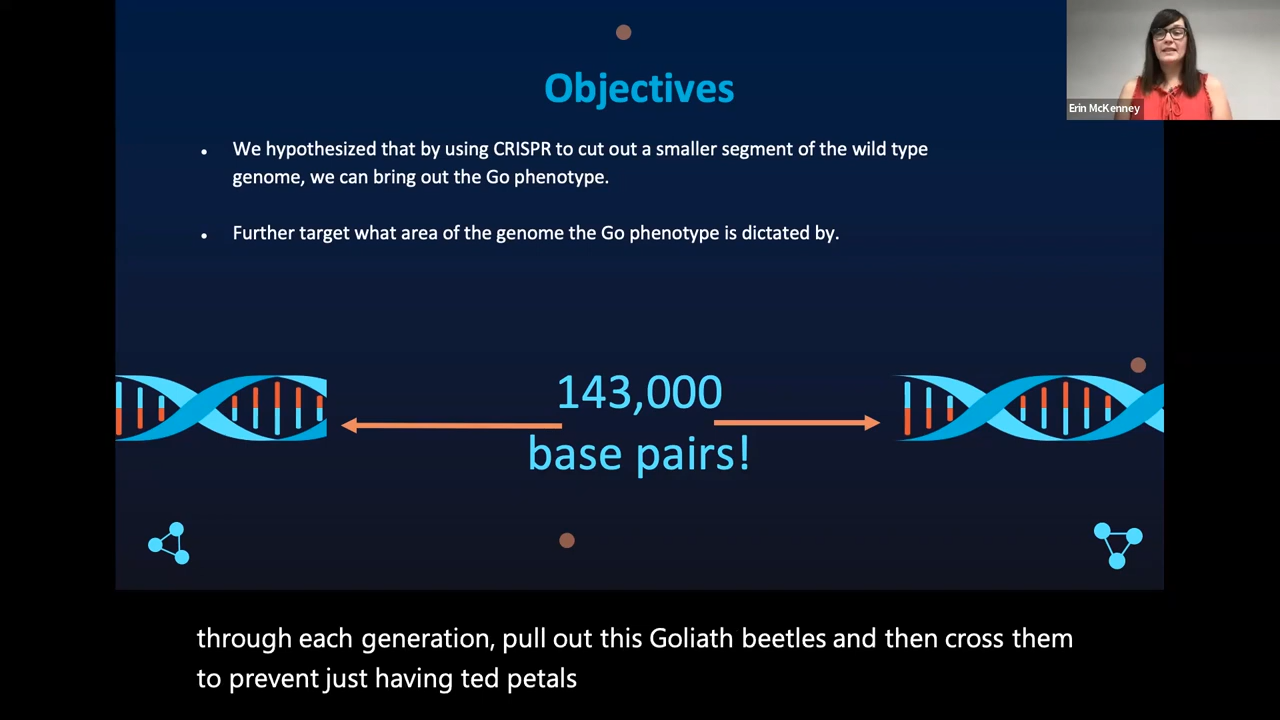 Objectives
Erin McKenney
• We hypothesized that by using CRISPR to cut out a smaller segment of the wild type
genome, we can bring out the Go phenotype.
• Further target what area of the genome the Go phenotype is dictated by.
143,000
base pairs!
through each generation, pull out this Goliath beetles and then cross them
to prevent just having ted petals